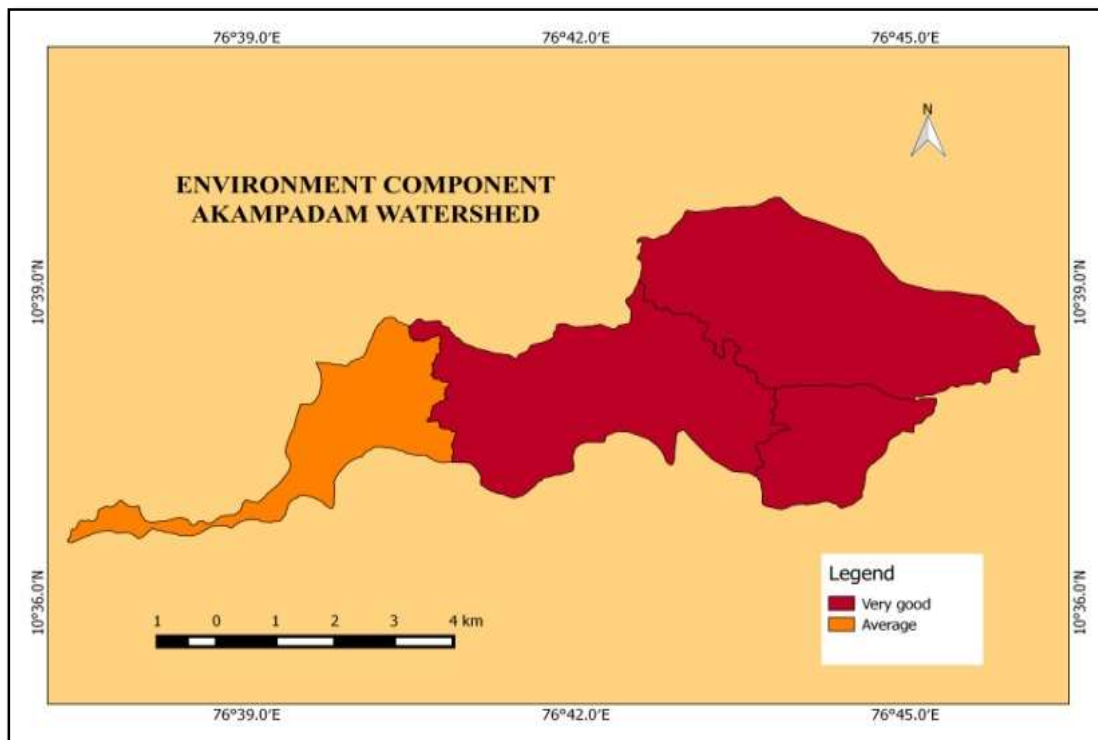 76°39.0'E 76°42.0'E 76°45.0'E
N
ENVIRONMENT COMPONENT
AKAMPADAM WATERSHED
10°39.0'N 10°39.0'N
10°36.0'N 10°36.0'N
Legend
Very good
Average
1 0 1 2 3 4 km
76°39.0'E 76°42.0'E 76°45.0'E